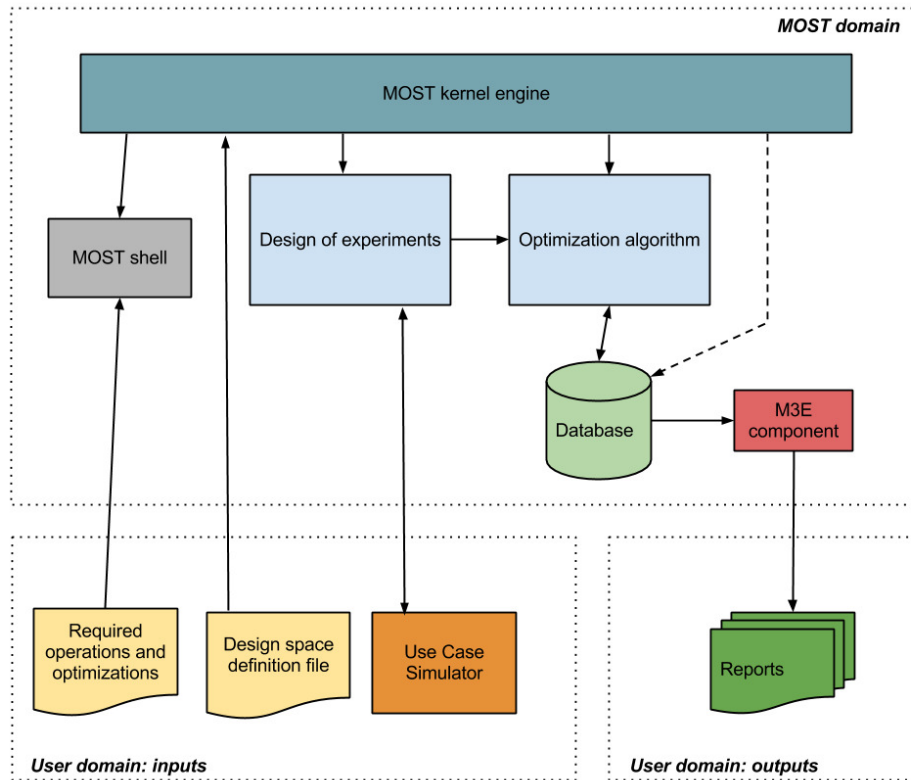 MOST domain
MOST kernel engine
MOST shell
Design of experiments
Optimization algorithm
Database
M3E
component
Required
operations and
optimizations
Design space
definition file
Use Case
Simulator
Reports
User domain: inputs
User domain: outputs